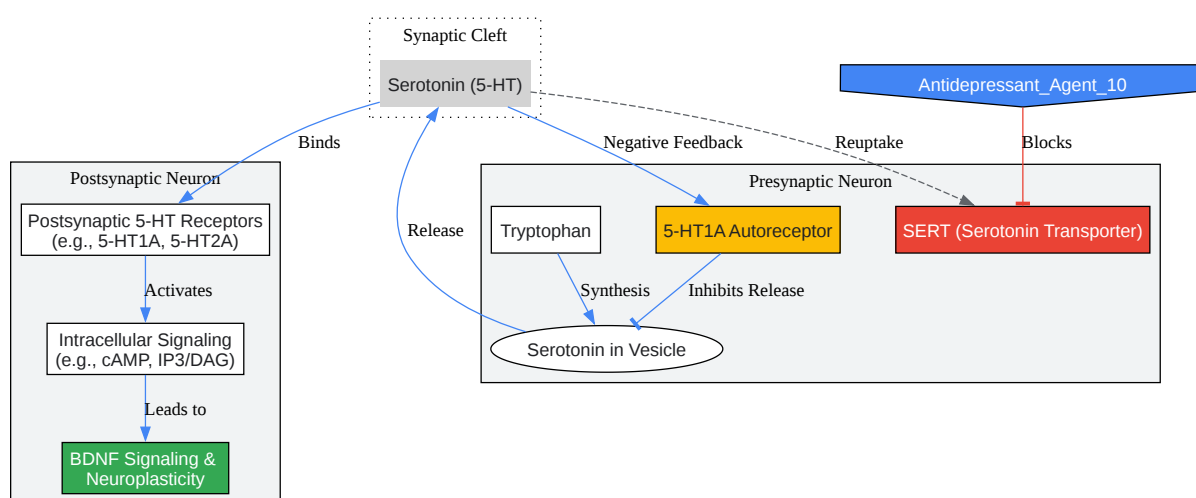 Synaptic Cleft
Serotonin (5-HT)
Antidepressant_Agent_10
Binds
Negative Feedback
Reuptake
Blocks
Postsynaptic Neuron
Presynaptic Neuron
Postsynaptic 5-HT Receptors
(e.g., 5-HT1A, 5-HT2A)
Release
Tryptophan
5-HT1A Autoreceptor
SERT (Serotonin Transporter)
Activates
Synthesis
Inhibits Release
Intracellular Signaling
(e.g., cAMP, IP3/DAG)
Serotonin in Vesicle
Leads to
BDNF Signaling &
Neuroplasticity